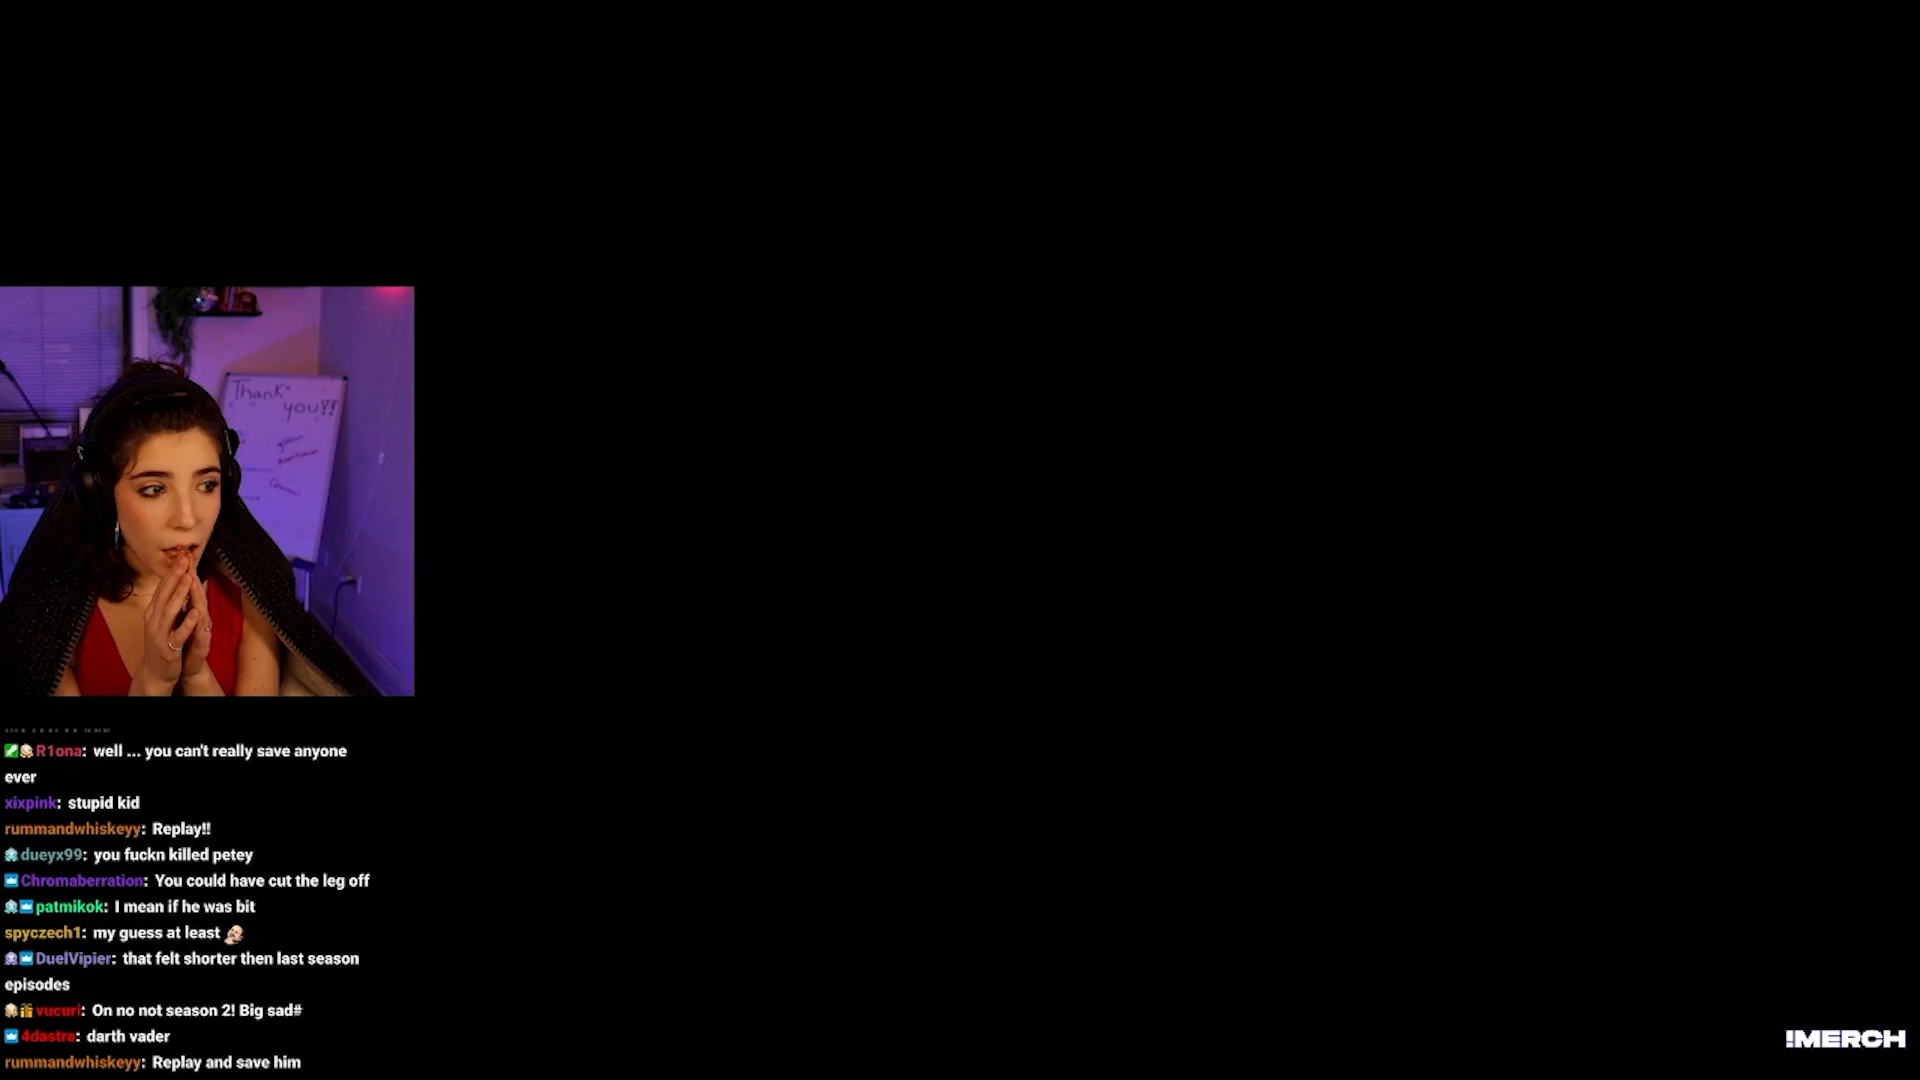 Thank
you!!
R1ona: well ... you can't really save anyone
ever
xixpink: stupid kid
rummandwhiskeyy: Replay!!
dueyx99: you fuckn killed petey
Chromaberration: You could have cut the leg off
patmikok: I mean if he was bit
spyczech1: my guess at least
DuelVipier: that felt shorter then last season
episodes
vucurl: On no not season 2! Big sad#
4dastra: darth vader
rummandwhiskeyy: Replay and save him
!MERCH